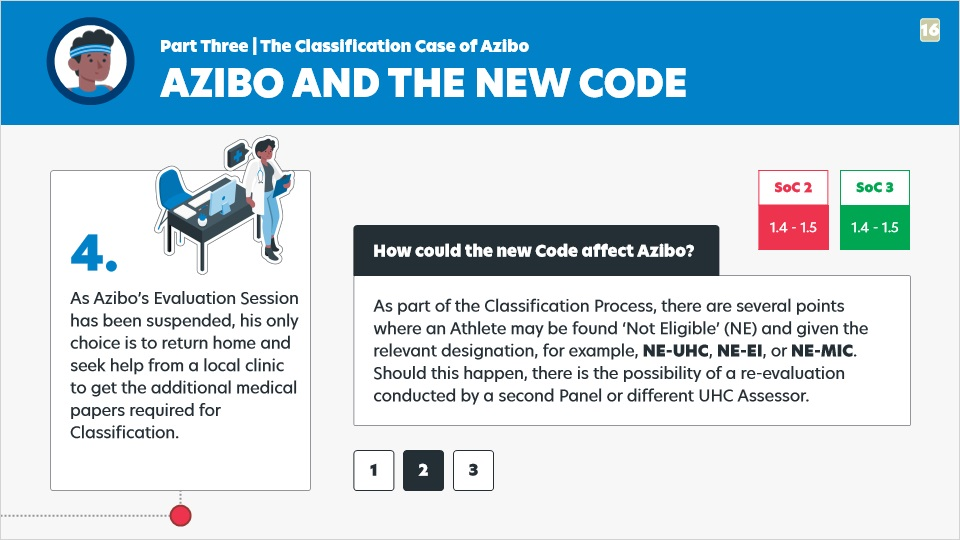 Part Three | The Classification Case of Azibo
16
AZIBO AND THE NEW CODE
4.
As Azibo's Evaluation Session
has been suspended, his only
choice is to return home and
seek help from a local clinic
to get the additional medical
papers required for
Classification.
SoC 2
1.4 - 1.5
SoC 3
1.4 - 1.5
How could the new Code affect Azibo?
As part of the Classification Process, there are several points
where an Athlete may be found ‘Not Eligible’ (NE) and given the
relevant designation, for example, NE-UHC, NE-EI, or NE-MIC.
Should this happen, there is the possibility of a re-evaluation
conducted by a second Panel or different UHC Assessor.
1 2 3